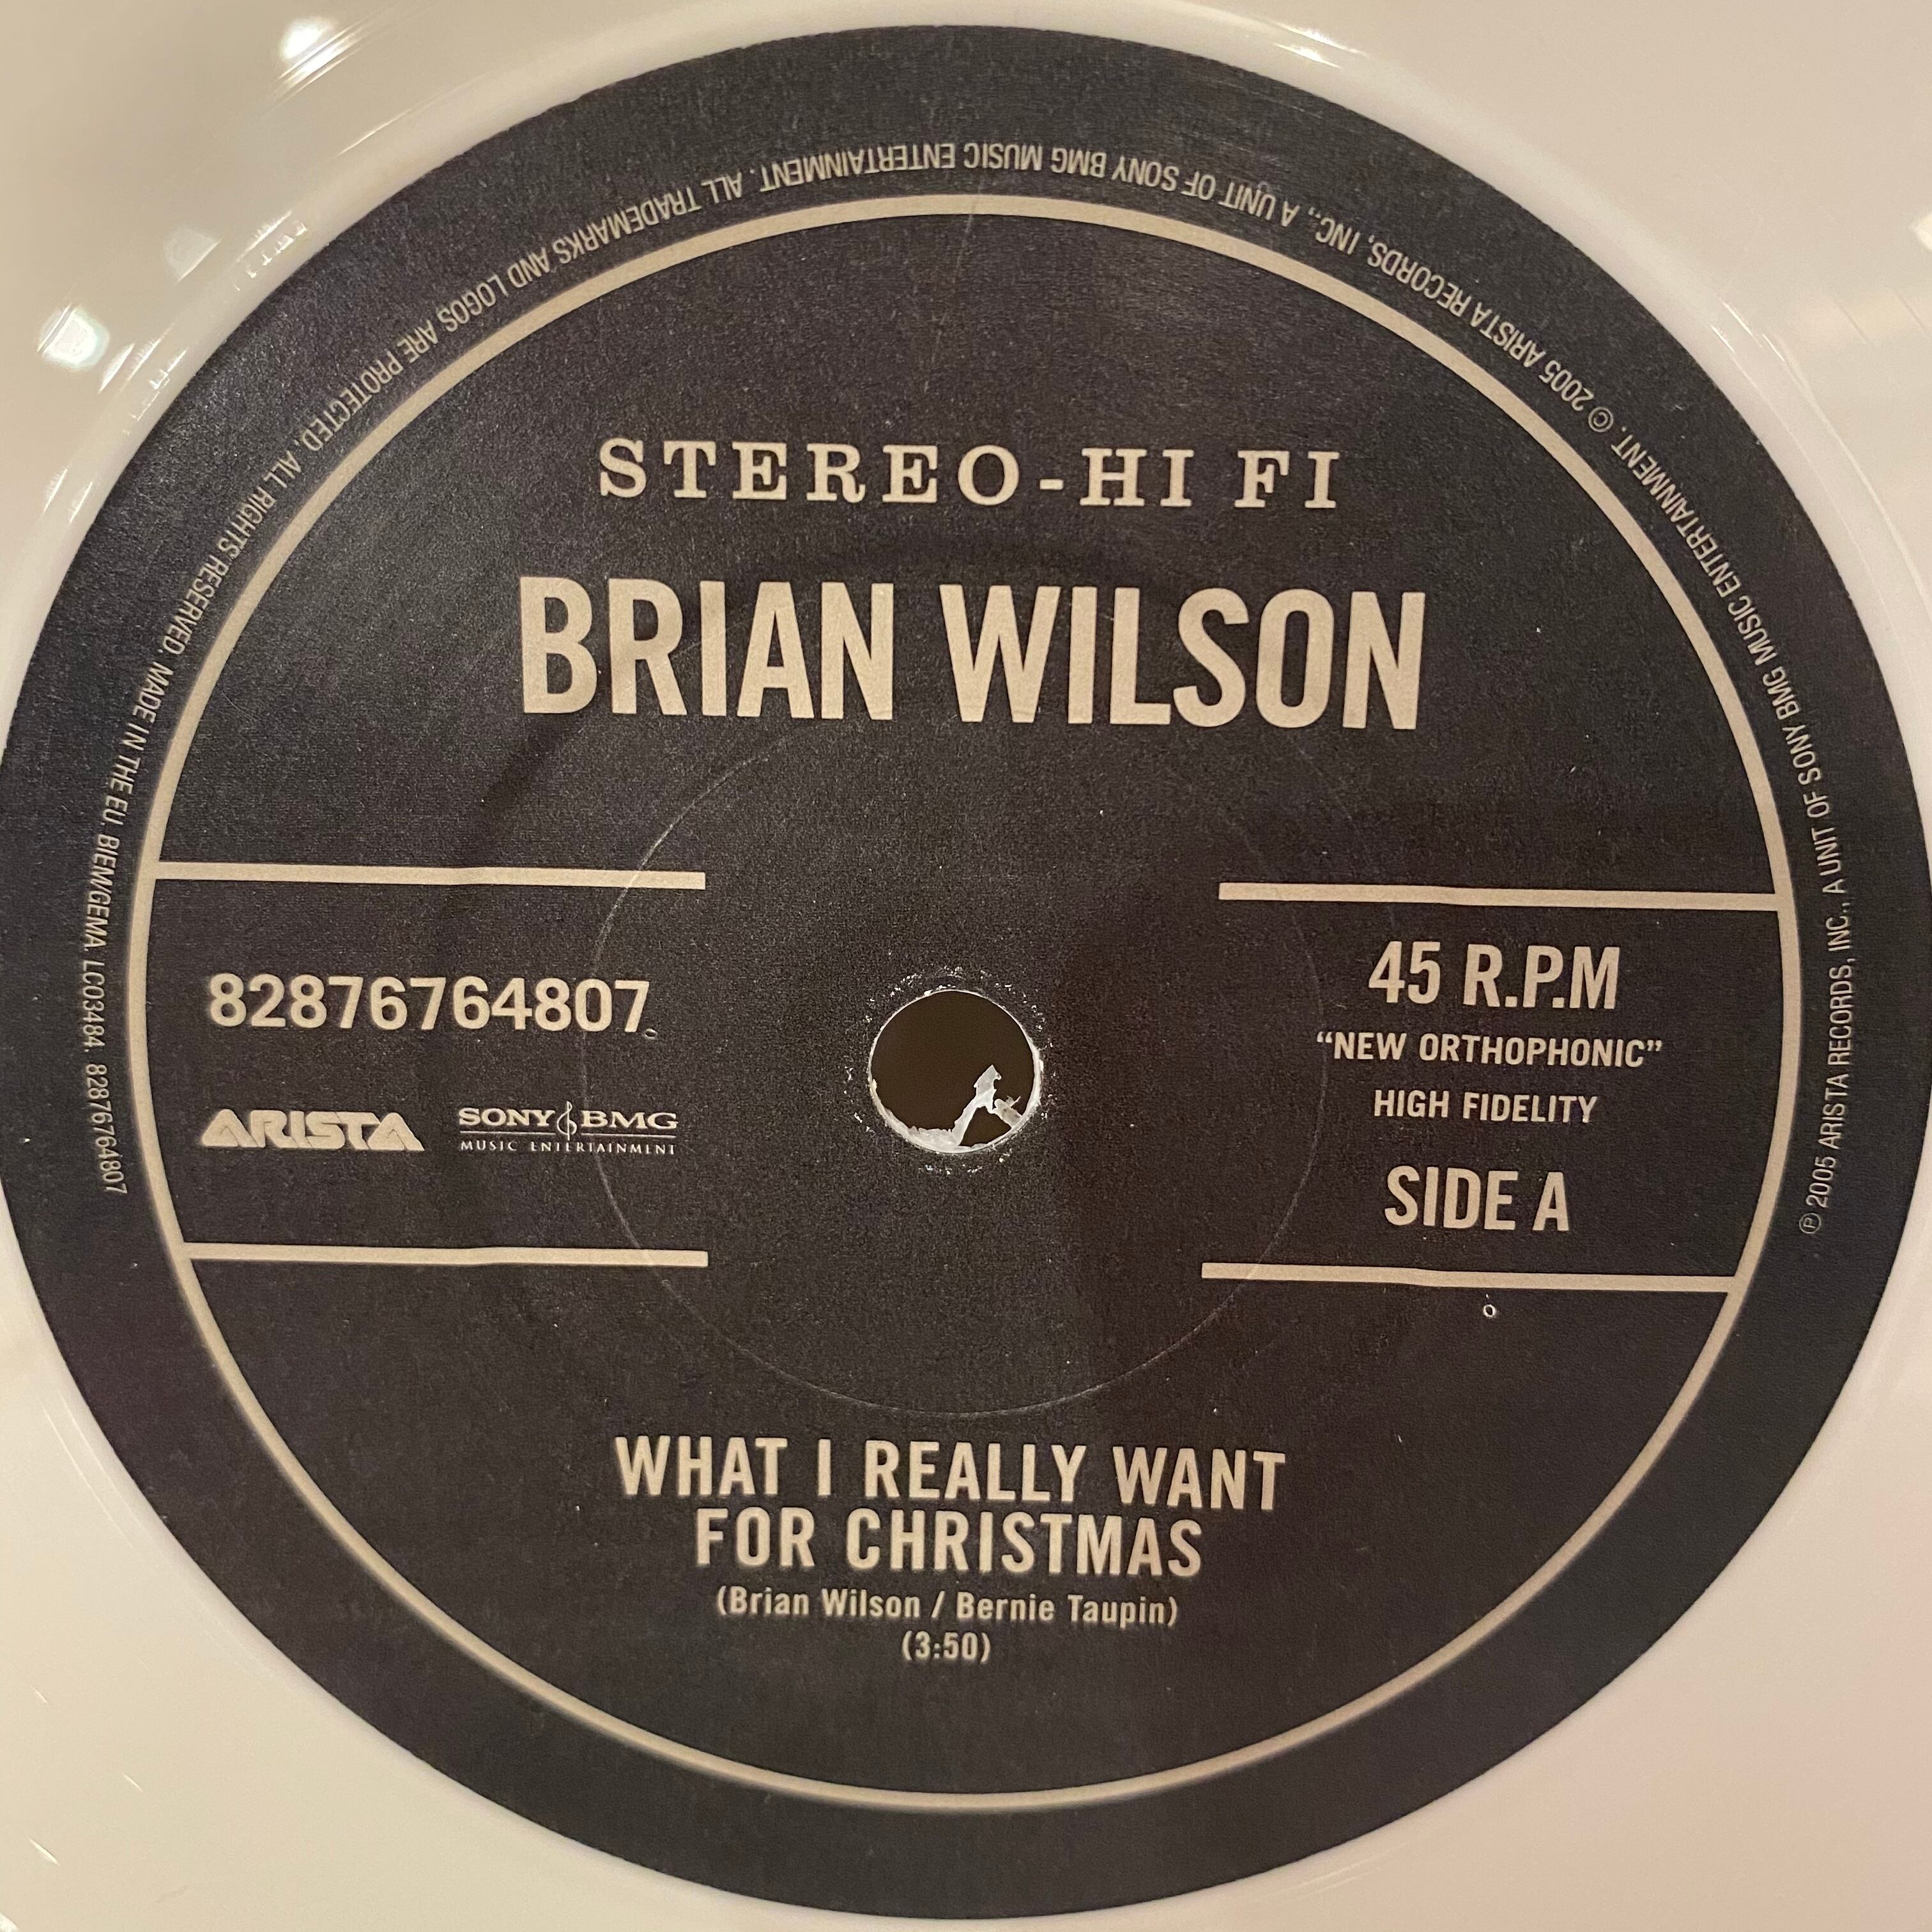 STEREO-HI FI
BRIAN WILSON
82876764807
ARISTA
SONY BMG
MUSIC ENTERTAINMENT
45 R.P.M
“NEW ORTHOPHONIC”
HIGH FIDELITY
SIDE A
WHAT I REALLY WANT
FOR CHRISTMAS
(Brian Wilson / Bernie Taupin)
(3:50)
℗ 2005 ARISTA RECORDS, INC., A UNIT OF SONY BMG MUSIC ENTERTAINMENT. © 2005 ARISTA RECORDS, INC., A UNIT OF SONY BMG MUSIC ENTERTAINMENT. ALL TRADEMARKS AND LOGOS ARE PROTECTED. ALL RIGHTS RESERVED. MADE IN THE EU. BIEM/GEMA. LC03484. 82876764807